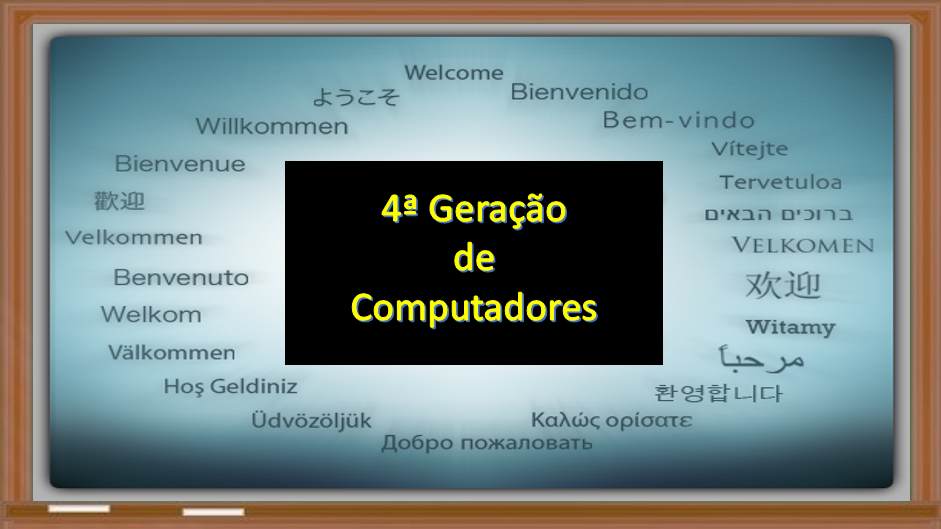 Welcome
ようこそ
Bienvenido
Willkommen
Bem-vindo
Bienvenue
Vítejte
歡迎
Tervetuloa
ברוכים הבאים
Velkommen
VELKOMEN
Benvenuto
欢迎
Welkom
Witamy
Välkommen
مرحباً
Hoş Geldiniz
환영합니다
Üdvözöljük
Καλώς ορίσατε
Добро пожаловать
4ª Geração
de
Computadores